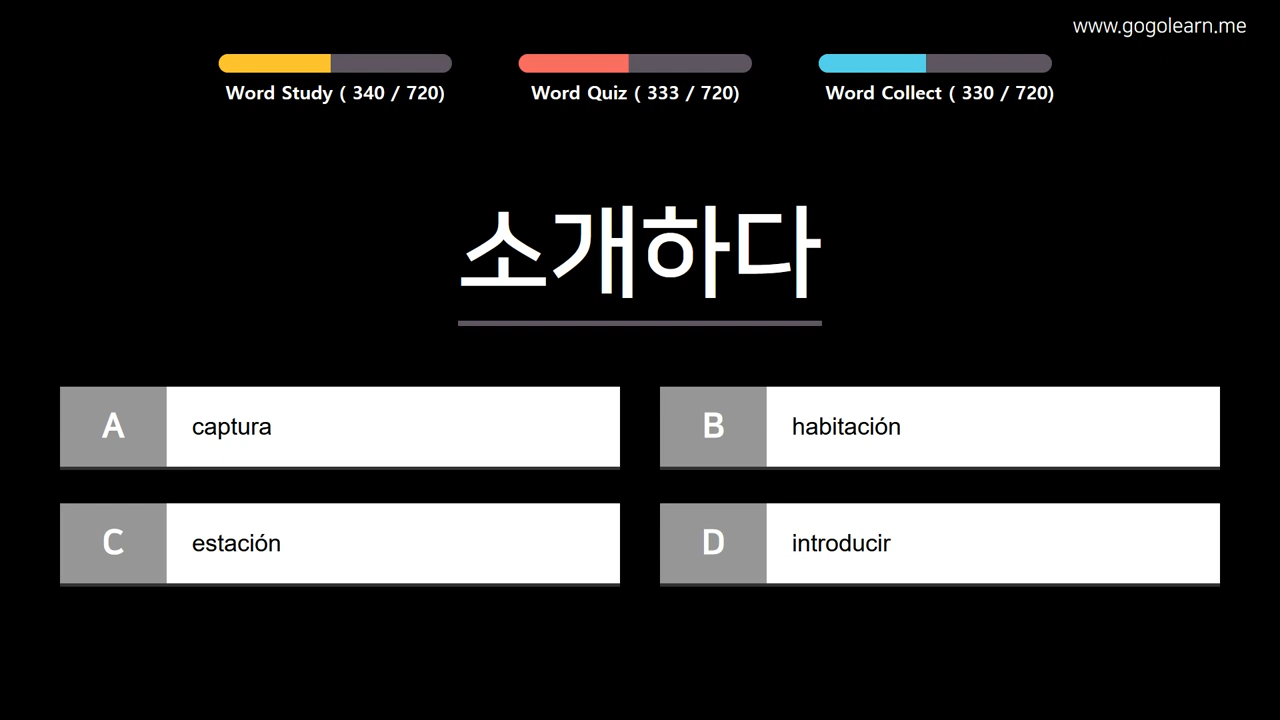 www.gogolearn.me
Word Study ( 340 / 720)
Word Quiz ( 333 / 720)
Word Collect ( 330 / 720)
소개하다
A captura
B habitación
C estación
D introducir